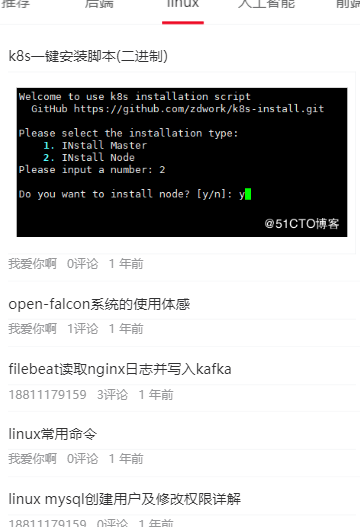 推荐 后端 linux 人工智能 前端
k8s一键安装脚本(二进制)
Welcome to use k8s installation script
GitHub https://github.com/zdwork/k8s-install.git
Please select the installation type:
1. INstall Master
2. INstall Node
Please input a number: 2
Do you want to install node? [y/n]: y
@51CTO博客
我爱你啊 0评论 1 年前
open-falcon系统的使用体感
我爱你啊 1评论 1 年前
filebeat读取nginx日志并写入kafka
18811179159 3评论 1 年前
linux常用命令
我爱你啊 0评论 1 年前
linux mysql创建用户及修改权限详解
18811179159 0评论 1 年前